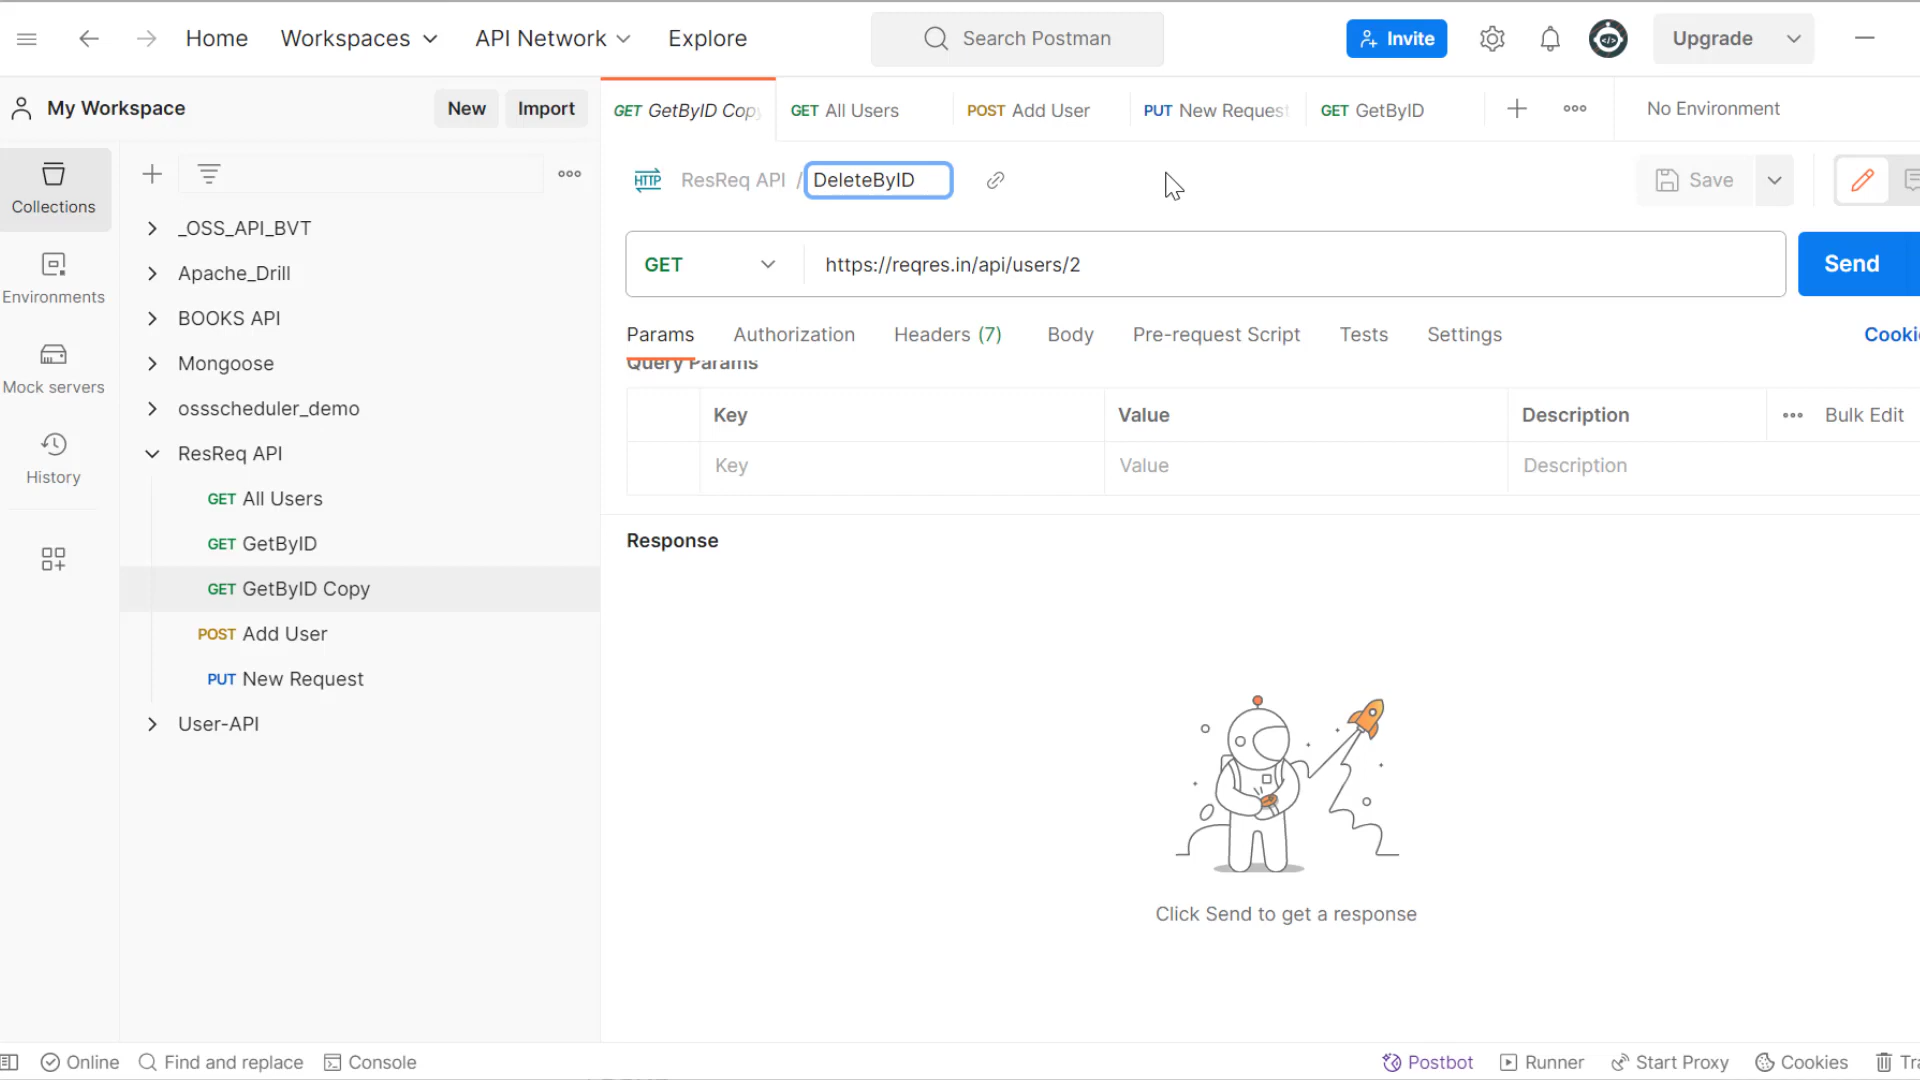 Home
Workspaces
API Network
Explore
Search Postman
Invite
Upgrade
My Workspace
New
Import
GET GetByID Cop
GET All Users
POST Add User
PUT New Request
GET GetByID
No Environment
Collections
Environments
Mock servers
History
_OSS_API_BVT
Apache_Drill
BOOKS API
Mongoose
ossscheduler_demo
ResReq API
GET All Users
GET GetByID
GET GetByID Copy
POST Add User
PUT New Request
User-API
HTTP
ResReq API / DeleteByID
Save
GET
https://reqres.in/api/users/2
Send
Params
Authorization
Headers (7)
Body
Pre-request Script
Tests
Settings
Cookie
Query Params
Key
Value
Description
Bulk Edit
Key
Value
Description
Response
Click Send to get a response
Online
Find and replace
Console
Postbot
Runner
Start Proxy
Cookies
Tra